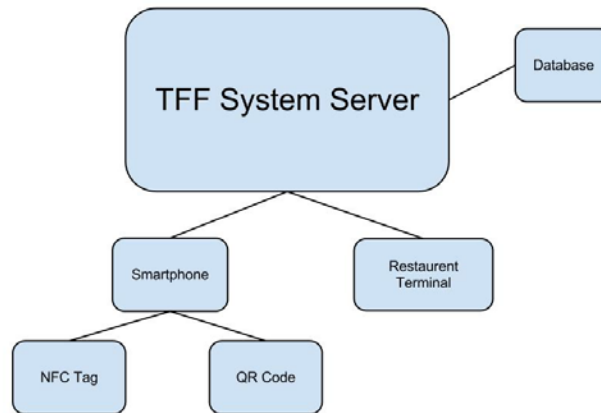 TFF System Server
Database
Smartphone
Restaurent
Terminal
NFC Tag
QR Code